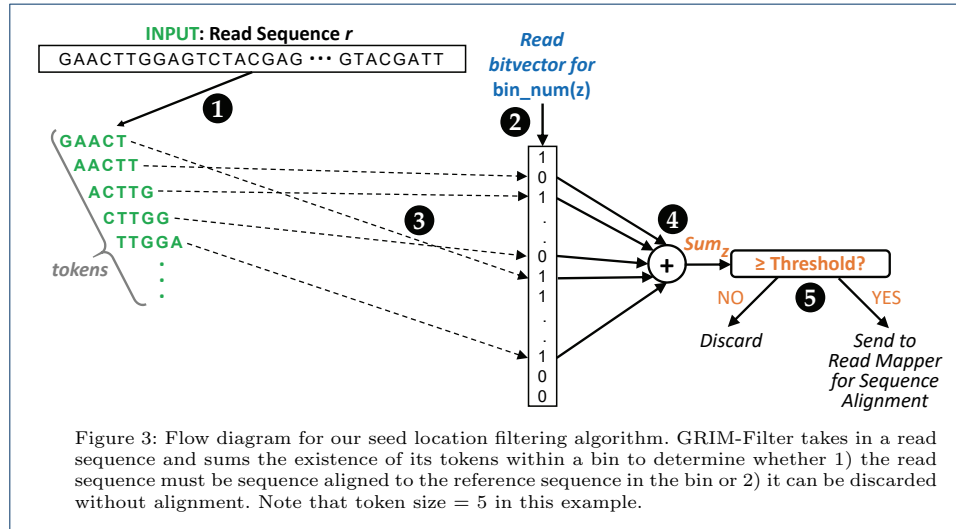 INPUT: Read Sequence r
GAACTTGGAGTCTACGAG ••• GTACGATT
1
GAACT
AACTT
ACTTG
CTTGG
TTGGA
.
.
.
tokens
Read
bitvector for
bin_num(z)
2
3
1
0
1
.
.
0
1
1
.
.
1
0
0
4
+
Sumz
≥ Threshold?
5
NO
YES
Discard
Send to
Read Mapper
for Sequence
Alignment
Figure 3: Flow diagram for our seed location filtering algorithm. GRIM-Filter takes in a read
sequence and sums the existence of its tokens within a bin to determine whether 1) the read
sequence must be sequence aligned to the reference sequence in the bin or 2) it can be discarded
without alignment. Note that token size = 5 in this example.